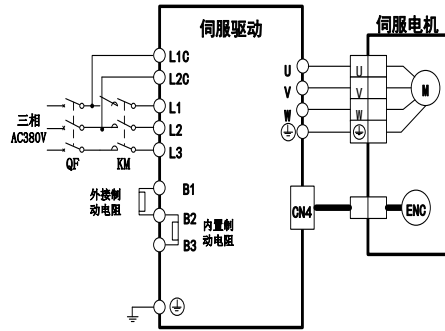 伺服驱动
伺服电机
L1C
L2C
L1
L2
L3
三相
AC380V
QF
KM
U
V
W
U
V
W
M
外接制
动电阻
B1
B2
B3
内置制
动电阻
CN4
ENC